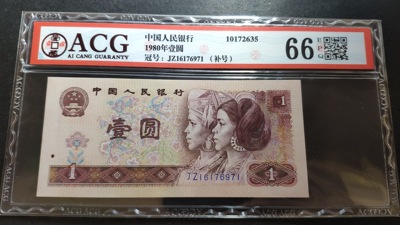 ACG
AI CANG GUARANTY
中国人民银行
1980年壹圆
冠号：JZ16176971 （补号）
10172635
66
EPQ
中国人民银行
1
壹圆
1
JZ16176971
1